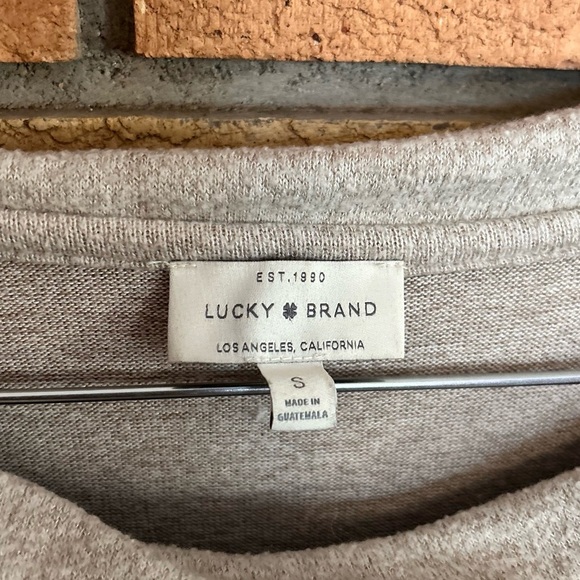 EST.1990
LUCKY BRAND
LOS ANGELES, CALIFORNIA
S
MADE IN
GUATEMALA